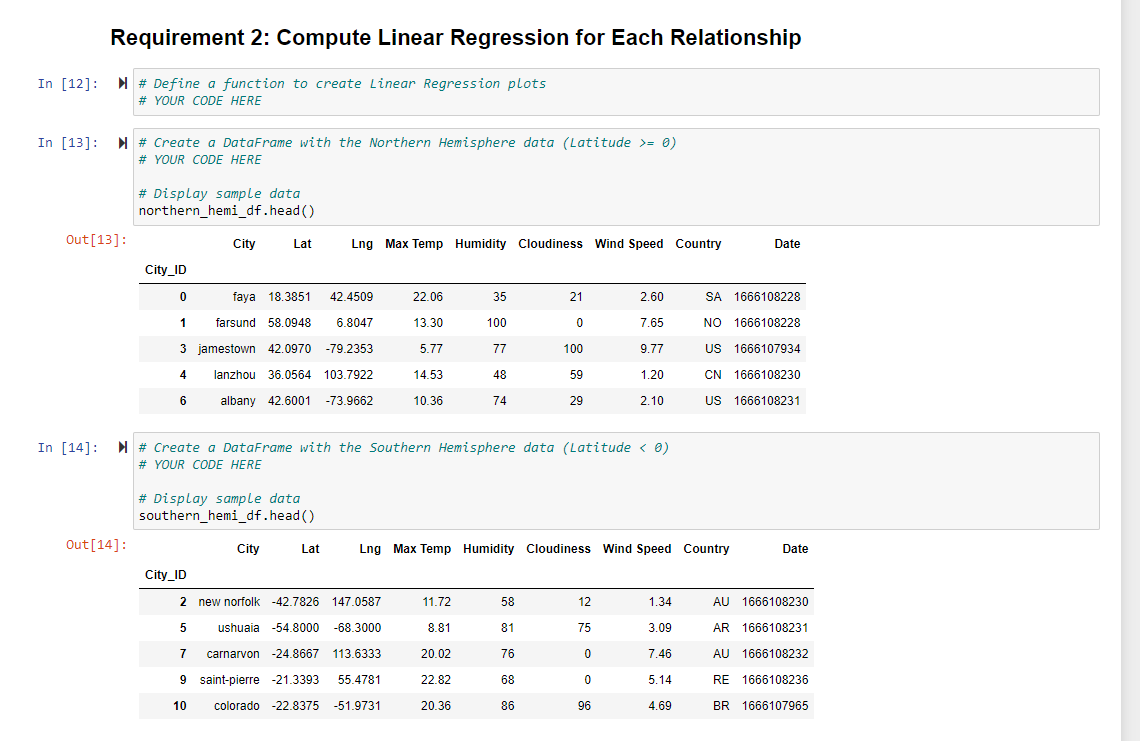 Requirement 2: Compute Linear Regression for Each Relationship
In [12]: # Define a function to create Linear Regression plots
# YOUR CODE HERE
In [13]: # Create a DataFrame with the Northern Hemisphere data (Latitude >= 0)
# YOUR CODE HERE
# Display sample data
northern_hemi_df.head()
Out[13]:
City Lat Lng Max Temp Humidity Cloudiness Wind Speed Country Date
City_ID
0 faya 18.3851 42.4509 22.06 35 21 2.60 SA 1666108228
1 farsund 58.0948 6.8047 13.30 100 0 7.65 NO 1666108228
3 jamestown 42.0970 -79.2353 5.77 77 100 9.77 US 1666107934
4 lanzhou 36.0564 103.7922 14.53 48 59 1.20 CN 1666108230
6 albany 42.6001 -73.9662 10.36 74 29 2.10 US 1666108231
In [14]: # Create a DataFrame with the Southern Hemisphere data (Latitude < 0)
# YOUR CODE HERE
# Display sample data
southern_hemi_df.head()
Out[14]:
City Lat Lng Max Temp Humidity Cloudiness Wind Speed Country Date
City_ID
2 new norfolk -42.7826 147.0587 11.72 58 12 1.34 AU 1666108230
5 ushuaia -54.8000 -68.3000 8.81 81 75 3.09 AR 1666108231
7 carnarvon -24.8667 113.6333 20.02 76 0 7.46 AU 1666108232
9 saint-pierre -21.3393 55.4781 22.82 68 0 5.14 RE 1666108236
10 colorado -22.8375 -51.9731 20.36 86 96 4.69 BR 1666107965